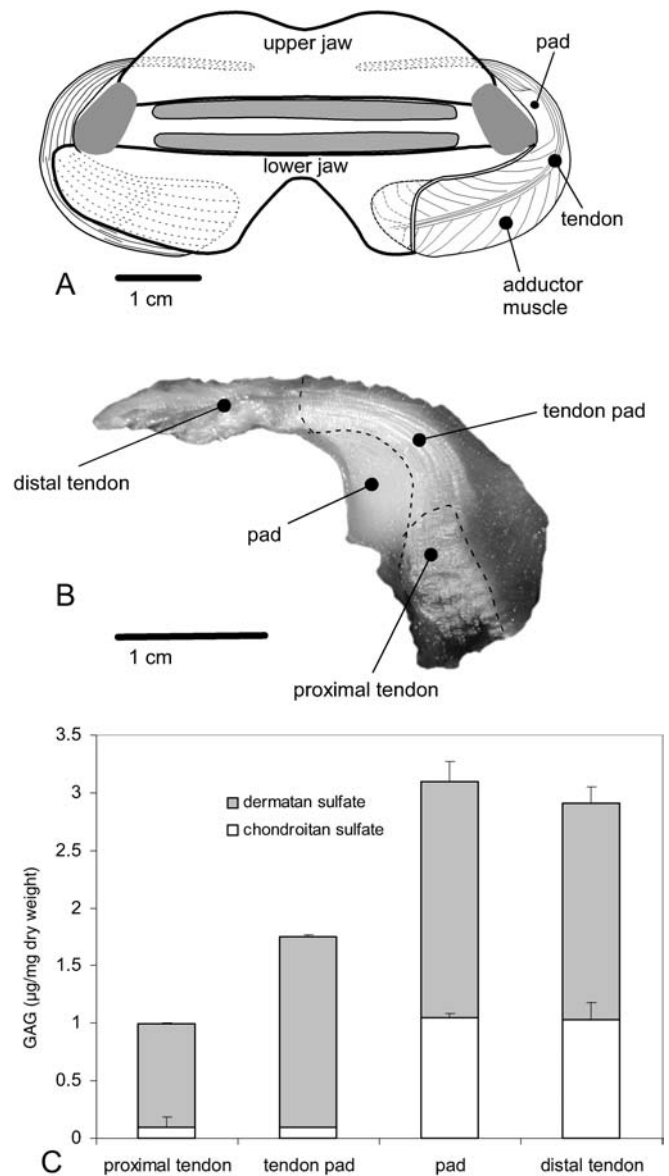 upper jaw
pad
lower jaw
tendon
adductor
muscle
A
1 cm
tendon pad
distal tendon
pad
B
1 cm
proximal tendon
3.5
3
2.5
2
1.5
1
0.5
0
GAG (µg/mg dry weight)
dermatan sulfate
chondroitan sulfate
C
proximal tendon
tendon pad
pad
distal tendon